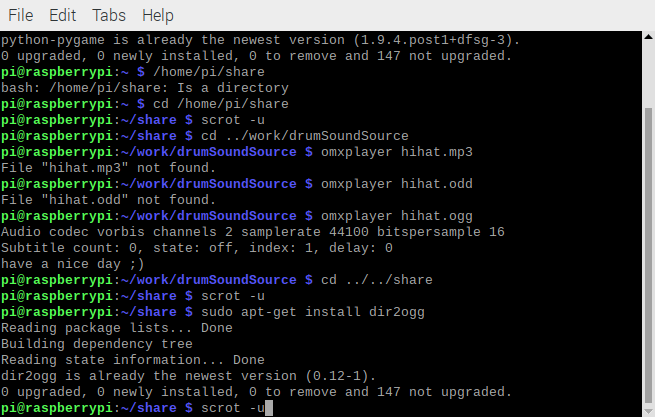 File Edit Tabs Help
python-pygame is already the newest version (1.9.4.post1+dfsg-3).
0 upgraded, 0 newly installed, 0 to remove and 147 not upgraded.
pi@raspberrypi:~ $ /home/pi/share
bash: /home/pi/share: Is a directory
pi@raspberrypi:~ $ cd /home/pi/share
pi@raspberrypi:~/share $ scrot -u
pi@raspberrypi:~/share $ cd ../work/drumSoundSource
pi@raspberrypi:~/work/drumSoundSource $ omxplayer hihat.mp3
File "hihat.mp3" not found.
pi@raspberrypi:~/work/drumSoundSource $ omxplayer hihat.odd
File "hihat.odd" not found.
pi@raspberrypi:~/work/drumSoundSource $ omxplayer hihat.ogg
Audio codec vorbis channels 2 samplerate 44100 bitspersample 16
Subtitle count: 0, state: off, index: 1, delay: 0
have a nice day ;)
pi@raspberrypi:~/work/drumSoundSource $ cd ../../share
pi@raspberrypi:~/share $ scrot -u
pi@raspberrypi:~/share $ sudo apt-get install dir2ogg
Reading package lists... Done
Building dependency tree
Reading state information... Done
dir2ogg is already the newest version (0.12-1).
0 upgraded, 0 newly installed, 0 to remove and 147 not upgraded.
pi@raspberrypi:~/share $ scrot -u